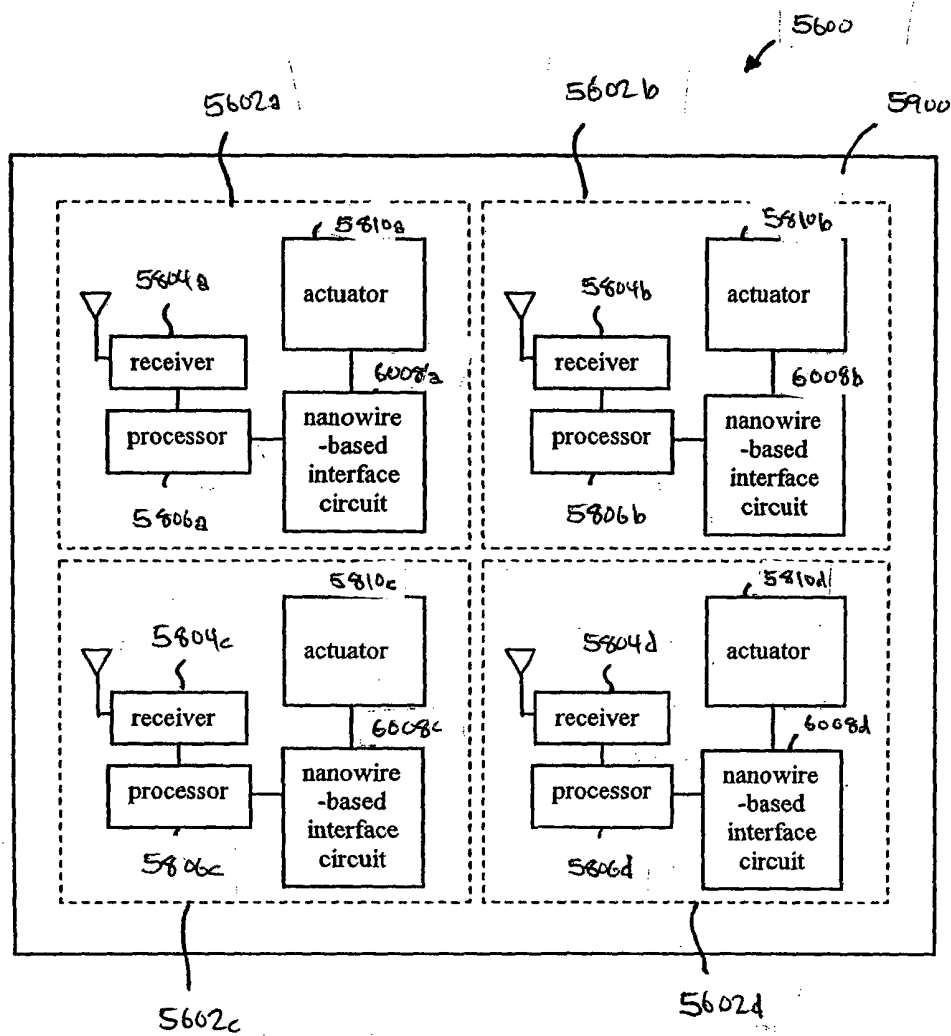 5600
5602a
5602b
5900
5810a
actuator
5804a
receiver
6008a
processor
nanowire
-based
interface
circuit
5806a
5810b
actuator
5804b
receiver
6008b
processor
nanowire
-based
interface
circuit
5806b
5810c
actuator
5804c
receiver
6008c
processor
nanowire
-based
interface
circuit
5806c
5810d
actuator
5804d
receiver
6008d
processor
nanowire
-based
interface
circuit
5806d
5602c
5602d